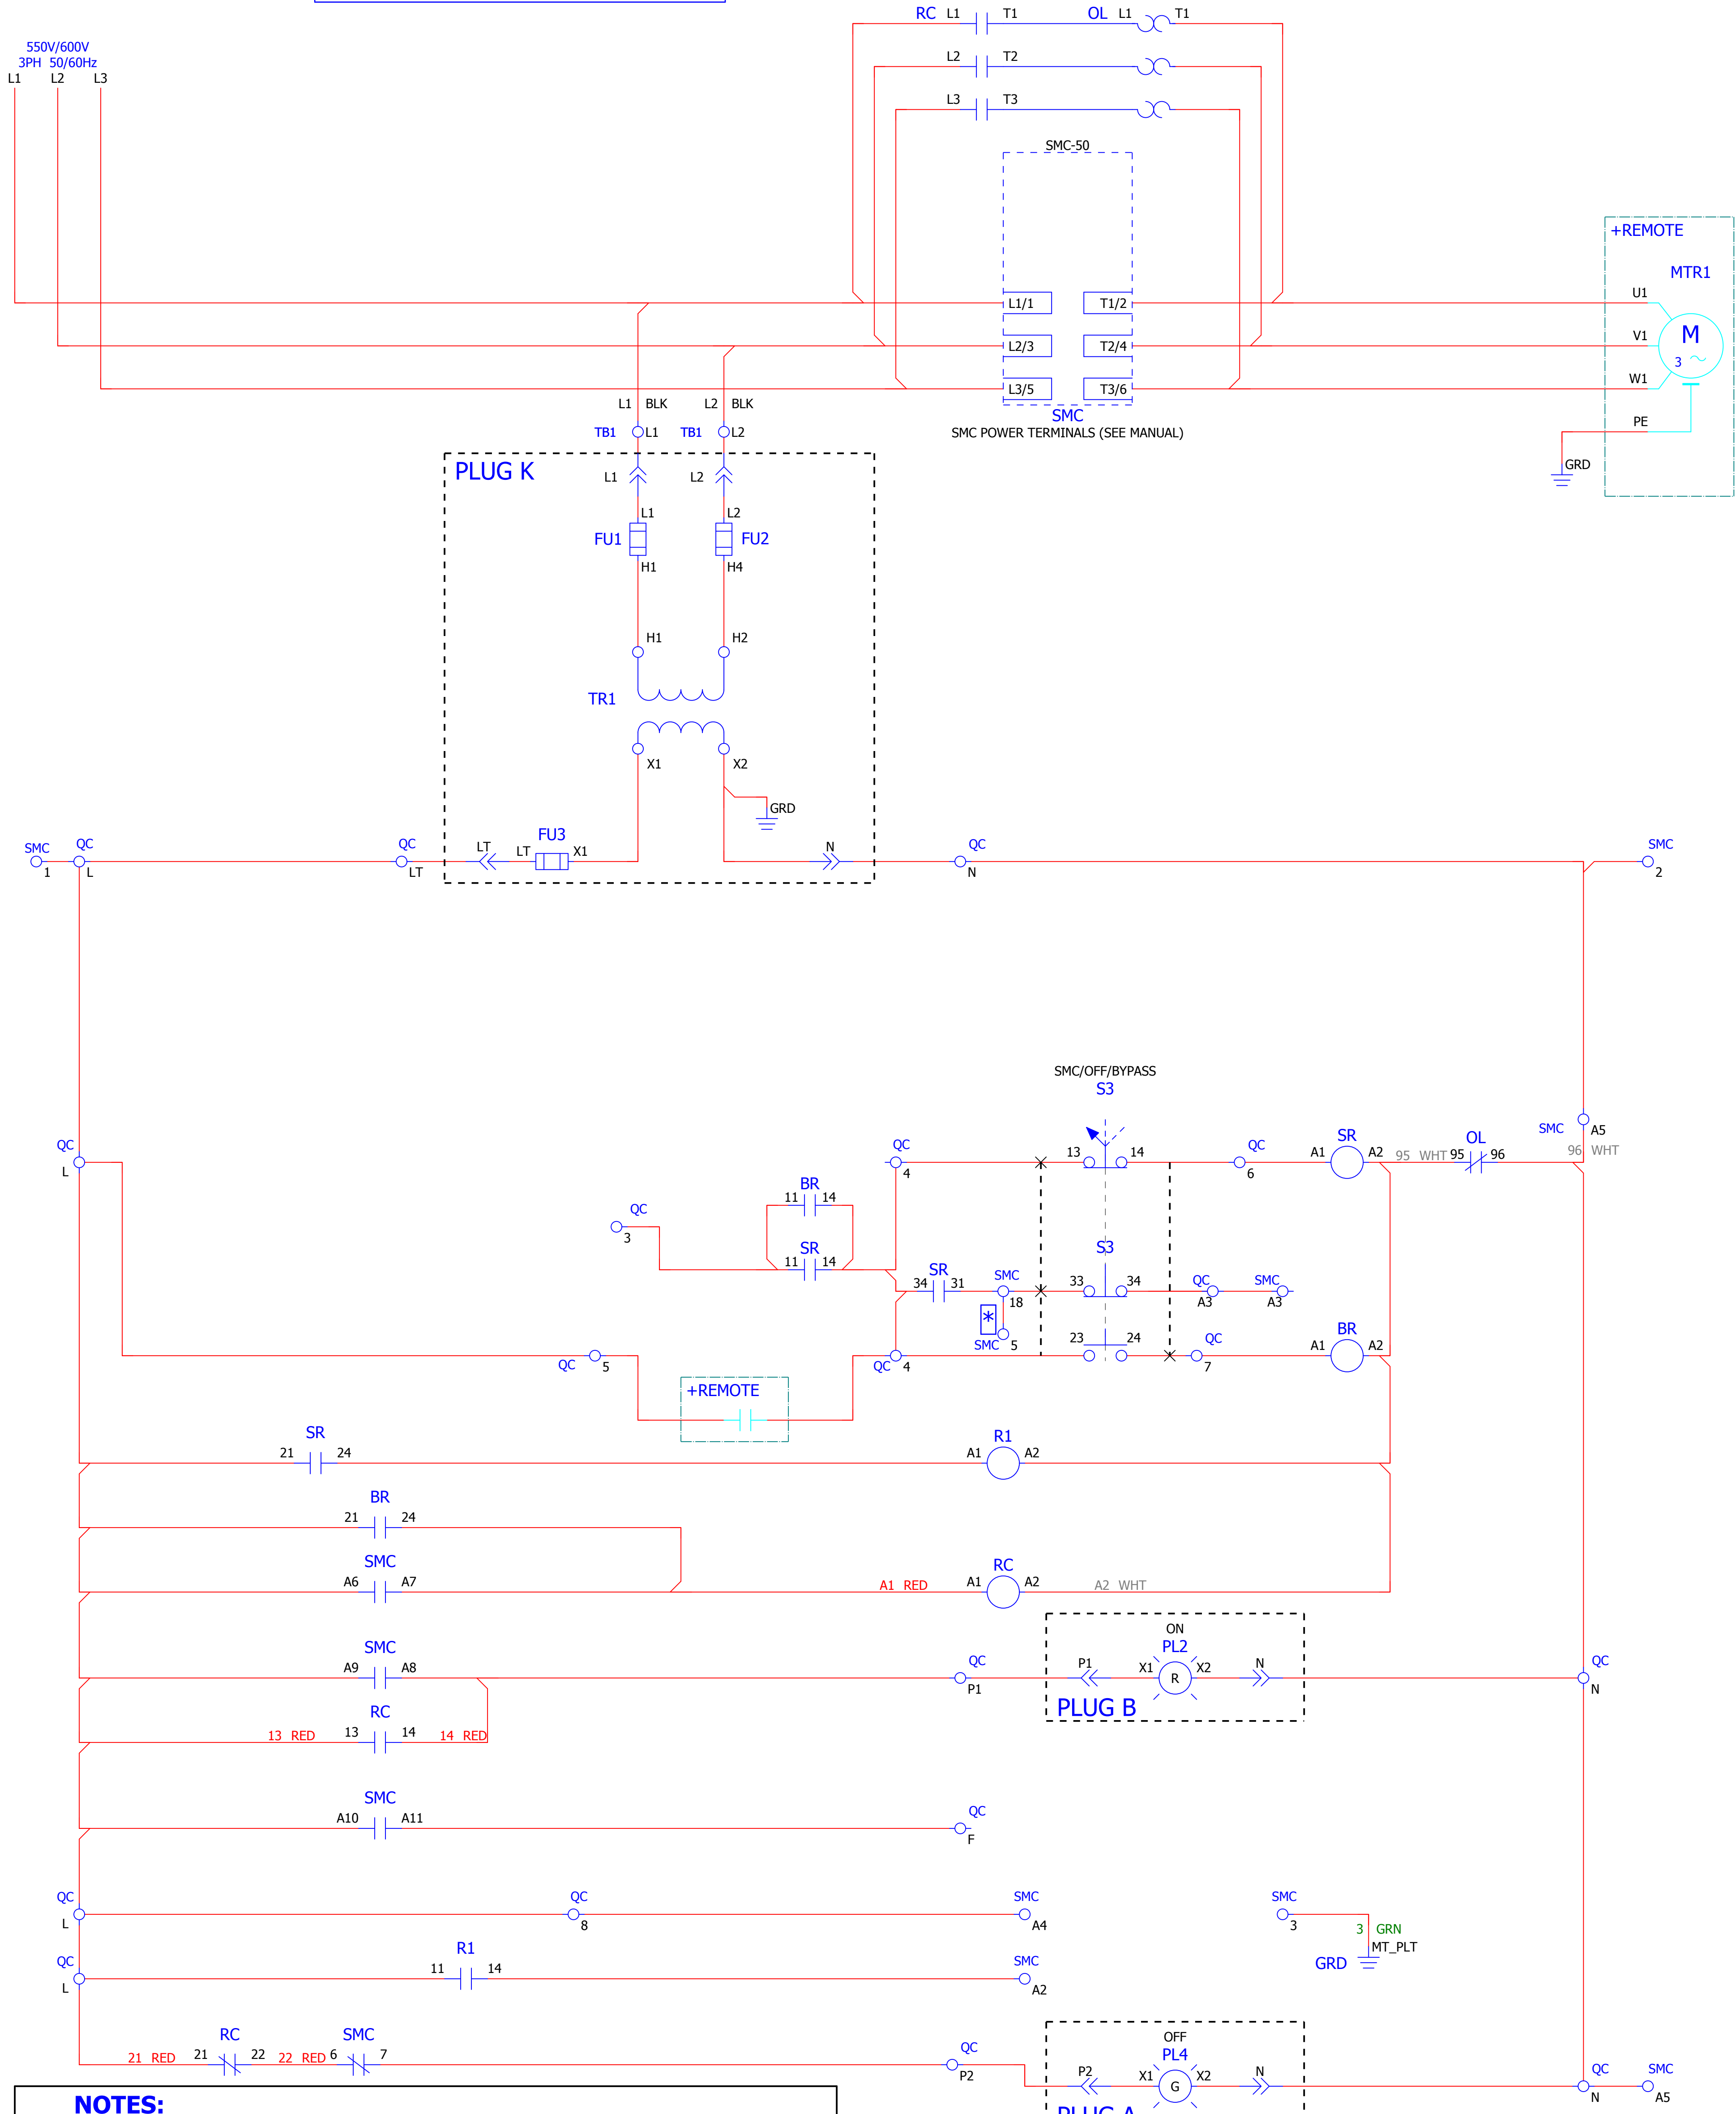 RC L1 T1 OL L1 T1
550V/600V
3PH 50/60Hz
L1 L2 L3
L2 T2
L3 T3
SMC-50
+REMOTE
MTR1
L1/1 T1/2 U1
M
3
L2/3 T2/4 V1
L3/5 T3/6 W1
L1 BLK L2 BLK
SMC
SMC POWER TERMINALS (SEE MANUAL)
PE
TB1 L1 TB1 L2
GRD
PLUG K
L1 L2
L1 L2
FU1 FU2
H1 H4
H1 H2
TR1
X1 X2
GRD
SMC QC QC FU3 QC SMC
LT LT X1 N
1 L LT N 2
SMC/OFF/BYPASS
S3
SMC A5
QC QC 13 14 QC SR OL
A1 A2 95 WHT 95 96 96 WHT
L 4 6
BR
11 14
QC
3
SR
11 14
S3
SR SMC QC SMC
34 31 33 34
18 A3 A3
*
SMC 5
23 24 QC BR
A1 A2
QC 5 QC 4 7
+REMOTE
SR R1
21 24 A1 A2
BR
21 24
SMC RC
A6 A7 A1 RED A1 A2 A2 WHT
ON
SMC PL2
A9 A8 QC P1 X1 R X2 N QC
P1 N
PLUG B
RC
13 RED 13 14 14 RED
SMC
A10 A11 QC
F
QC QC SMC SMC
L 8 A4 3
3 GRN
MT_PLT
GRD
QC R1 SMC
11 14
L A2
RC SMC OFF
21 RED 21 22 22 RED 6 7 QC PL4
P2 P2 X1 G X2 N QC SMC
N A5
PLUG A
NOTES: